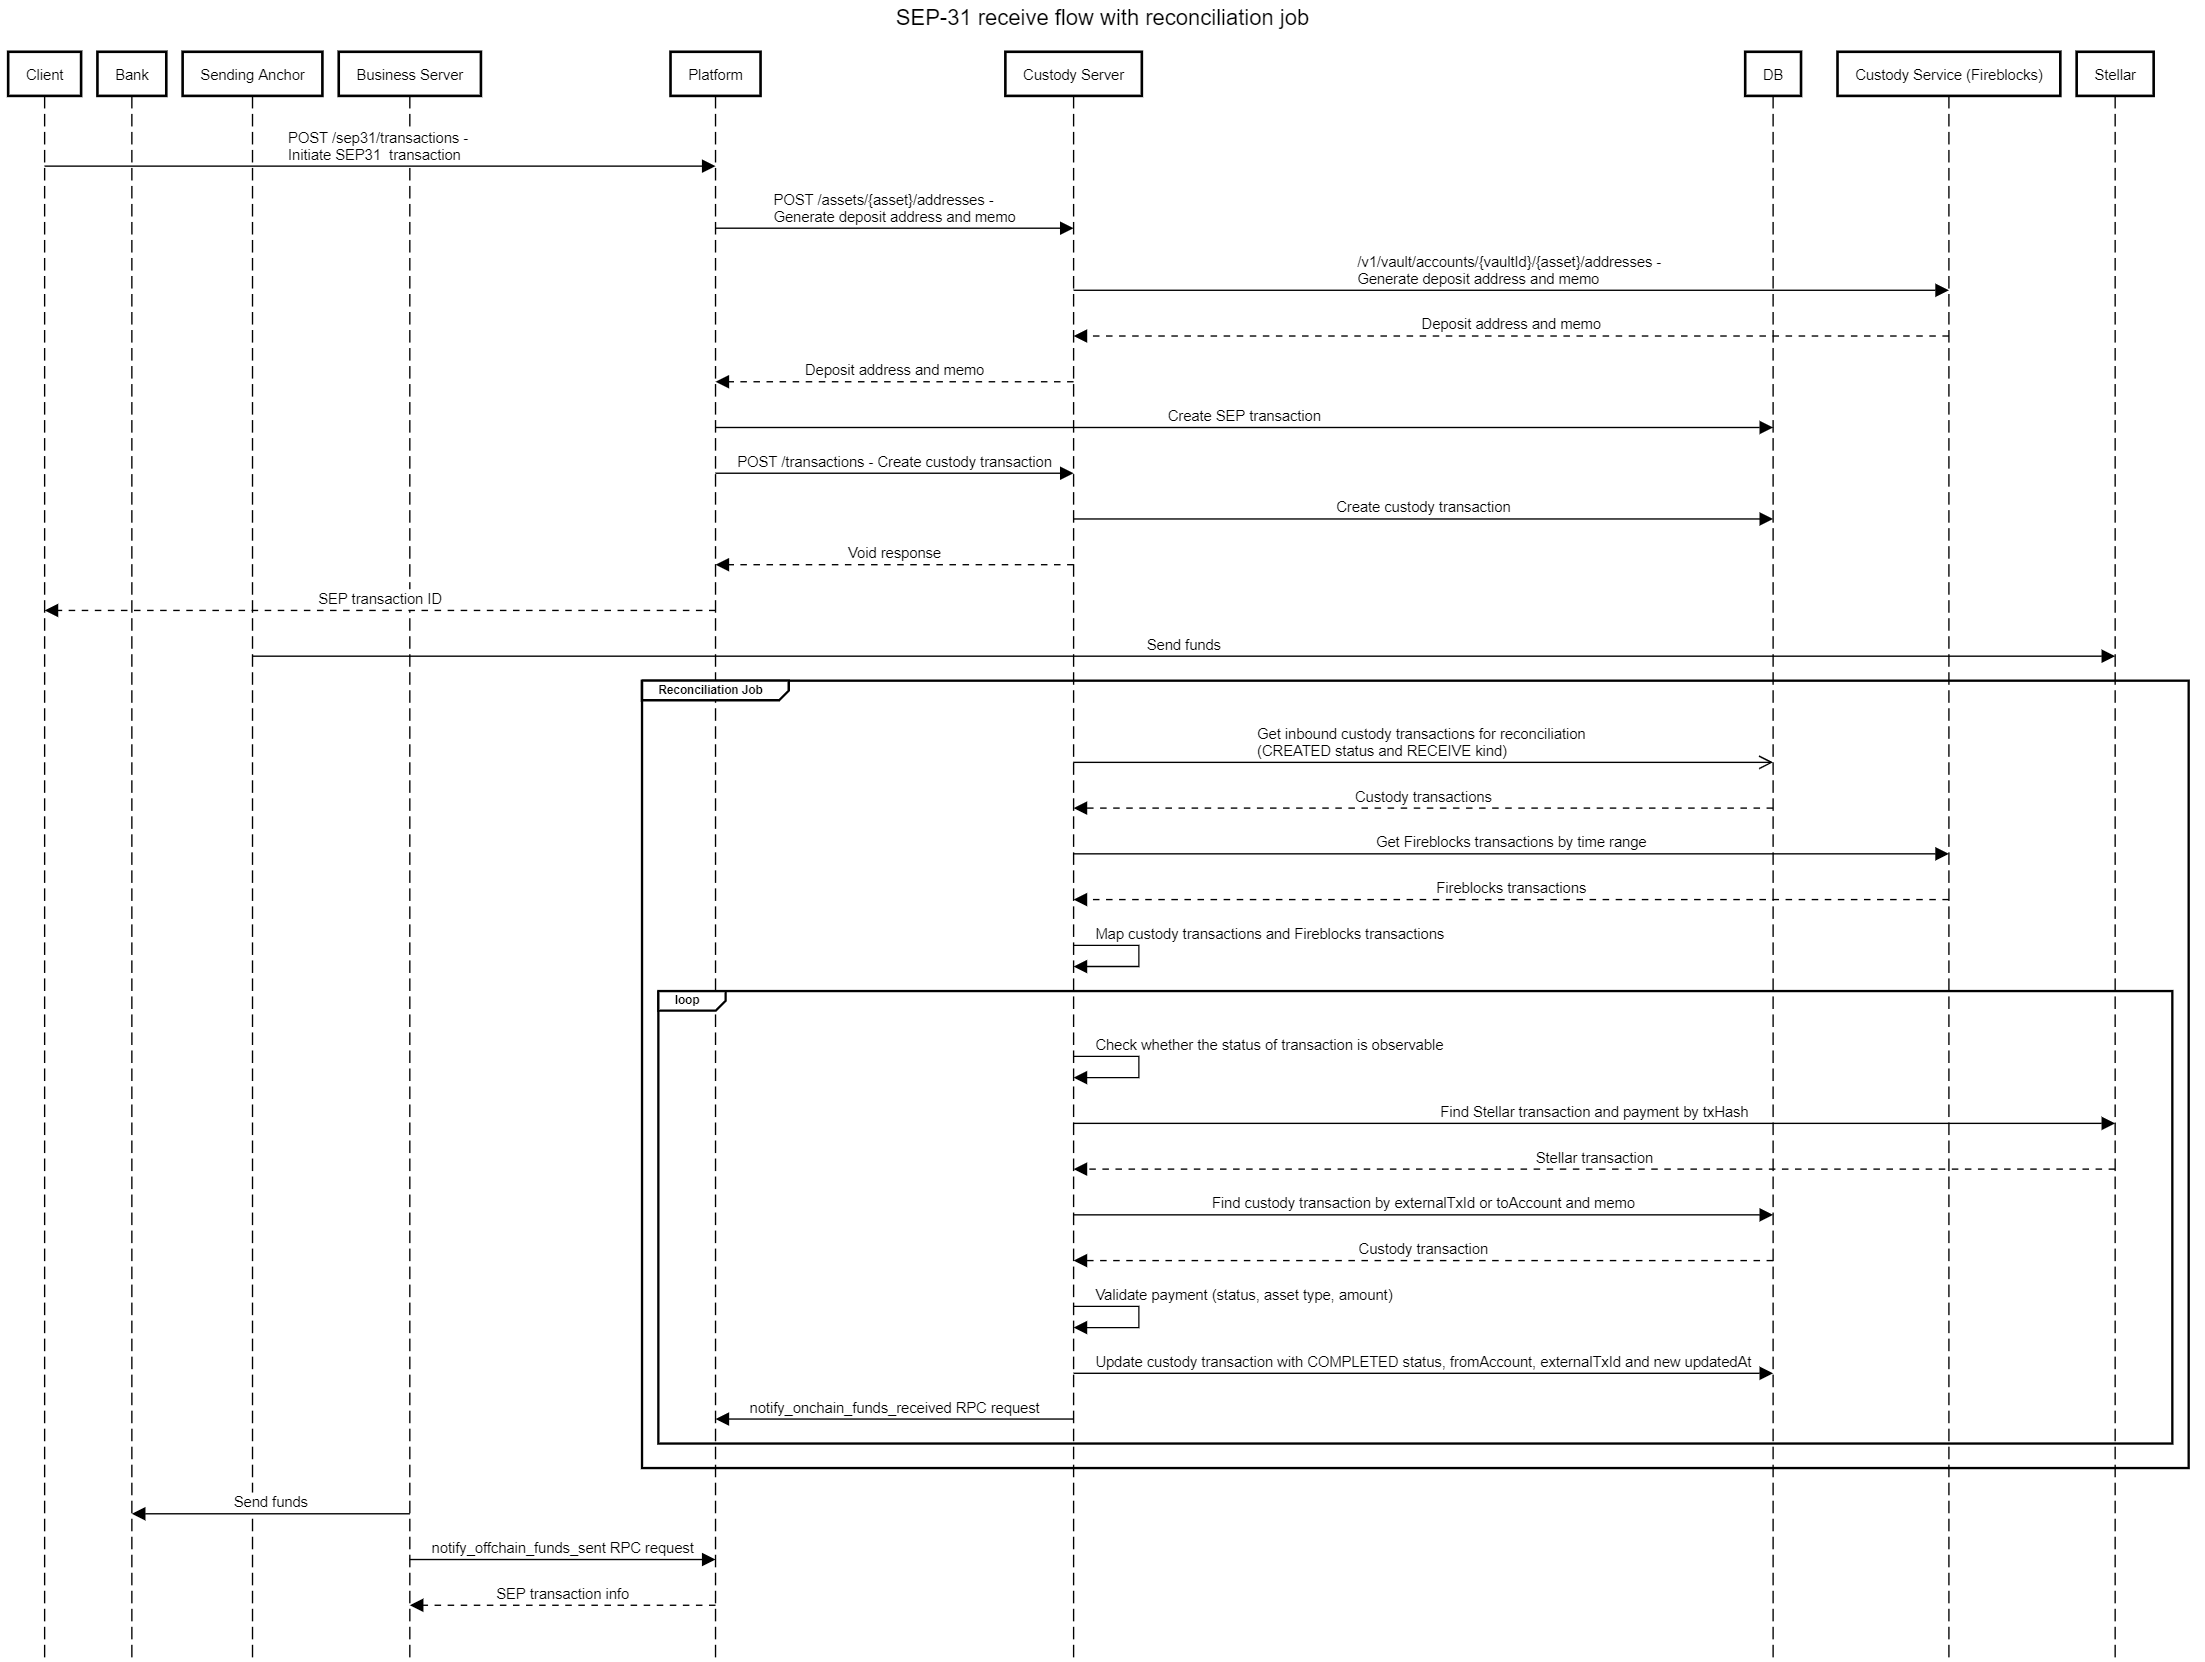 SEP-31 receive flow with reconciliation job
Client
Bank
Sending Anchor
Business Server
Platform
Custody Server
DB
Custody Service (Fireblocks)
Stellar
POST /sep31/transactions -
Initiate SEP31  transaction
POST /assets/{asset}/addresses -
Generate deposit address and memo
/v1/vault/accounts/{vaultId}/{asset}/addresses -
Generate deposit address and memo
Deposit address and memo
Deposit address and memo
Create SEP transaction
POST /transactions - Create custody transaction
Create custody transaction
Void response
SEP transaction ID
Send funds
Reconciliation Job
Get inbound custody transactions for reconciliation
(CREATED status and RECEIVE kind)
Custody transactions
Get Fireblocks transactions by time range
Fireblocks transactions
Map custody transactions and Fireblocks transactions
loop
Check whether the status of transaction is observable
Find Stellar transaction and payment by txHash
Stellar transaction
Find custody transaction by externalTxId or toAccount and memo
Custody transaction
Validate payment (status, asset type, amount)
Update custody transaction with COMPLETED status, fromAccount, externalTxId and new updatedAt
notify_onchain_funds_received RPC request
Send funds
notify_offchain_funds_sent RPC request
SEP transaction info